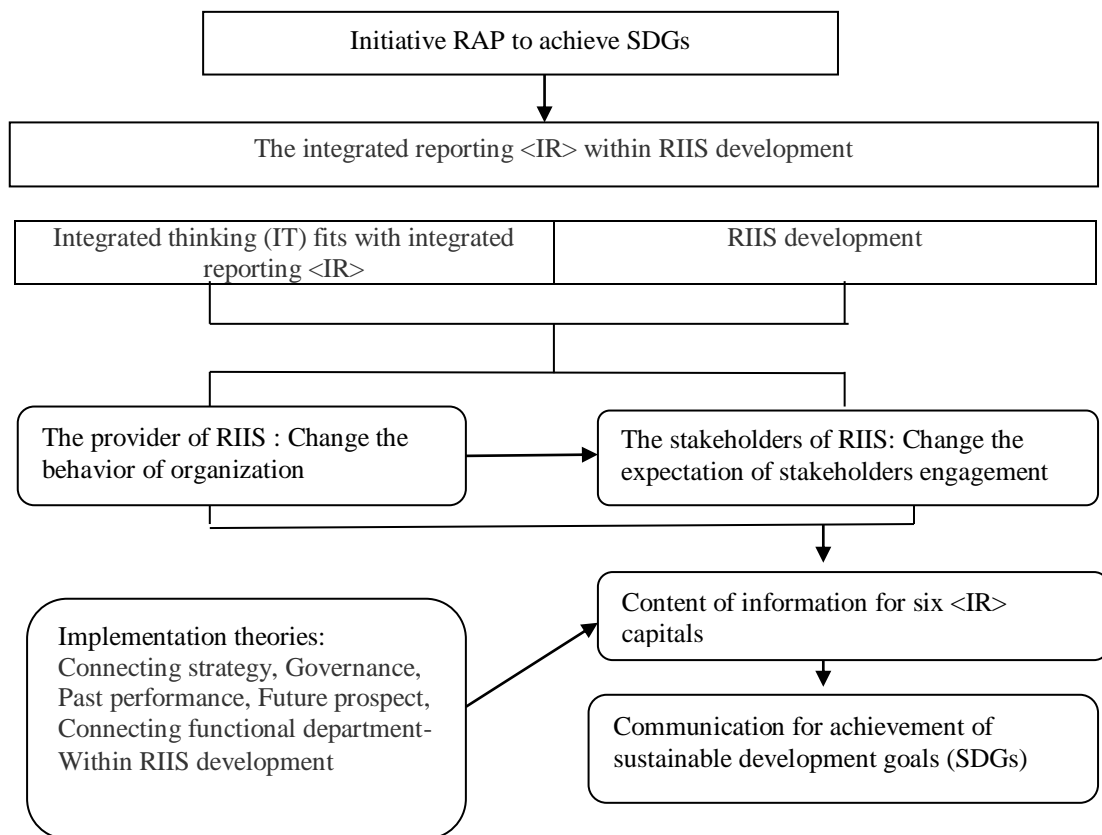 Initiative RAP to achieve SDGs
The integrated reporting <IR> within RIIS development
Integrated thinking (IT) fits with integrated
reporting <IR>
RIIS development
The provider of RIIS : Change the
behavior of organization
The stakeholders of RIIS: Change the
expectation of stakeholders engagement
Content of information for six <IR>
capitals
Implementation theories:
Connecting strategy, Governance,
Past performance, Future prospect,
Connecting functional department-
Within RIIS development
Communication for achievement of
sustainable development goals (SDGs)